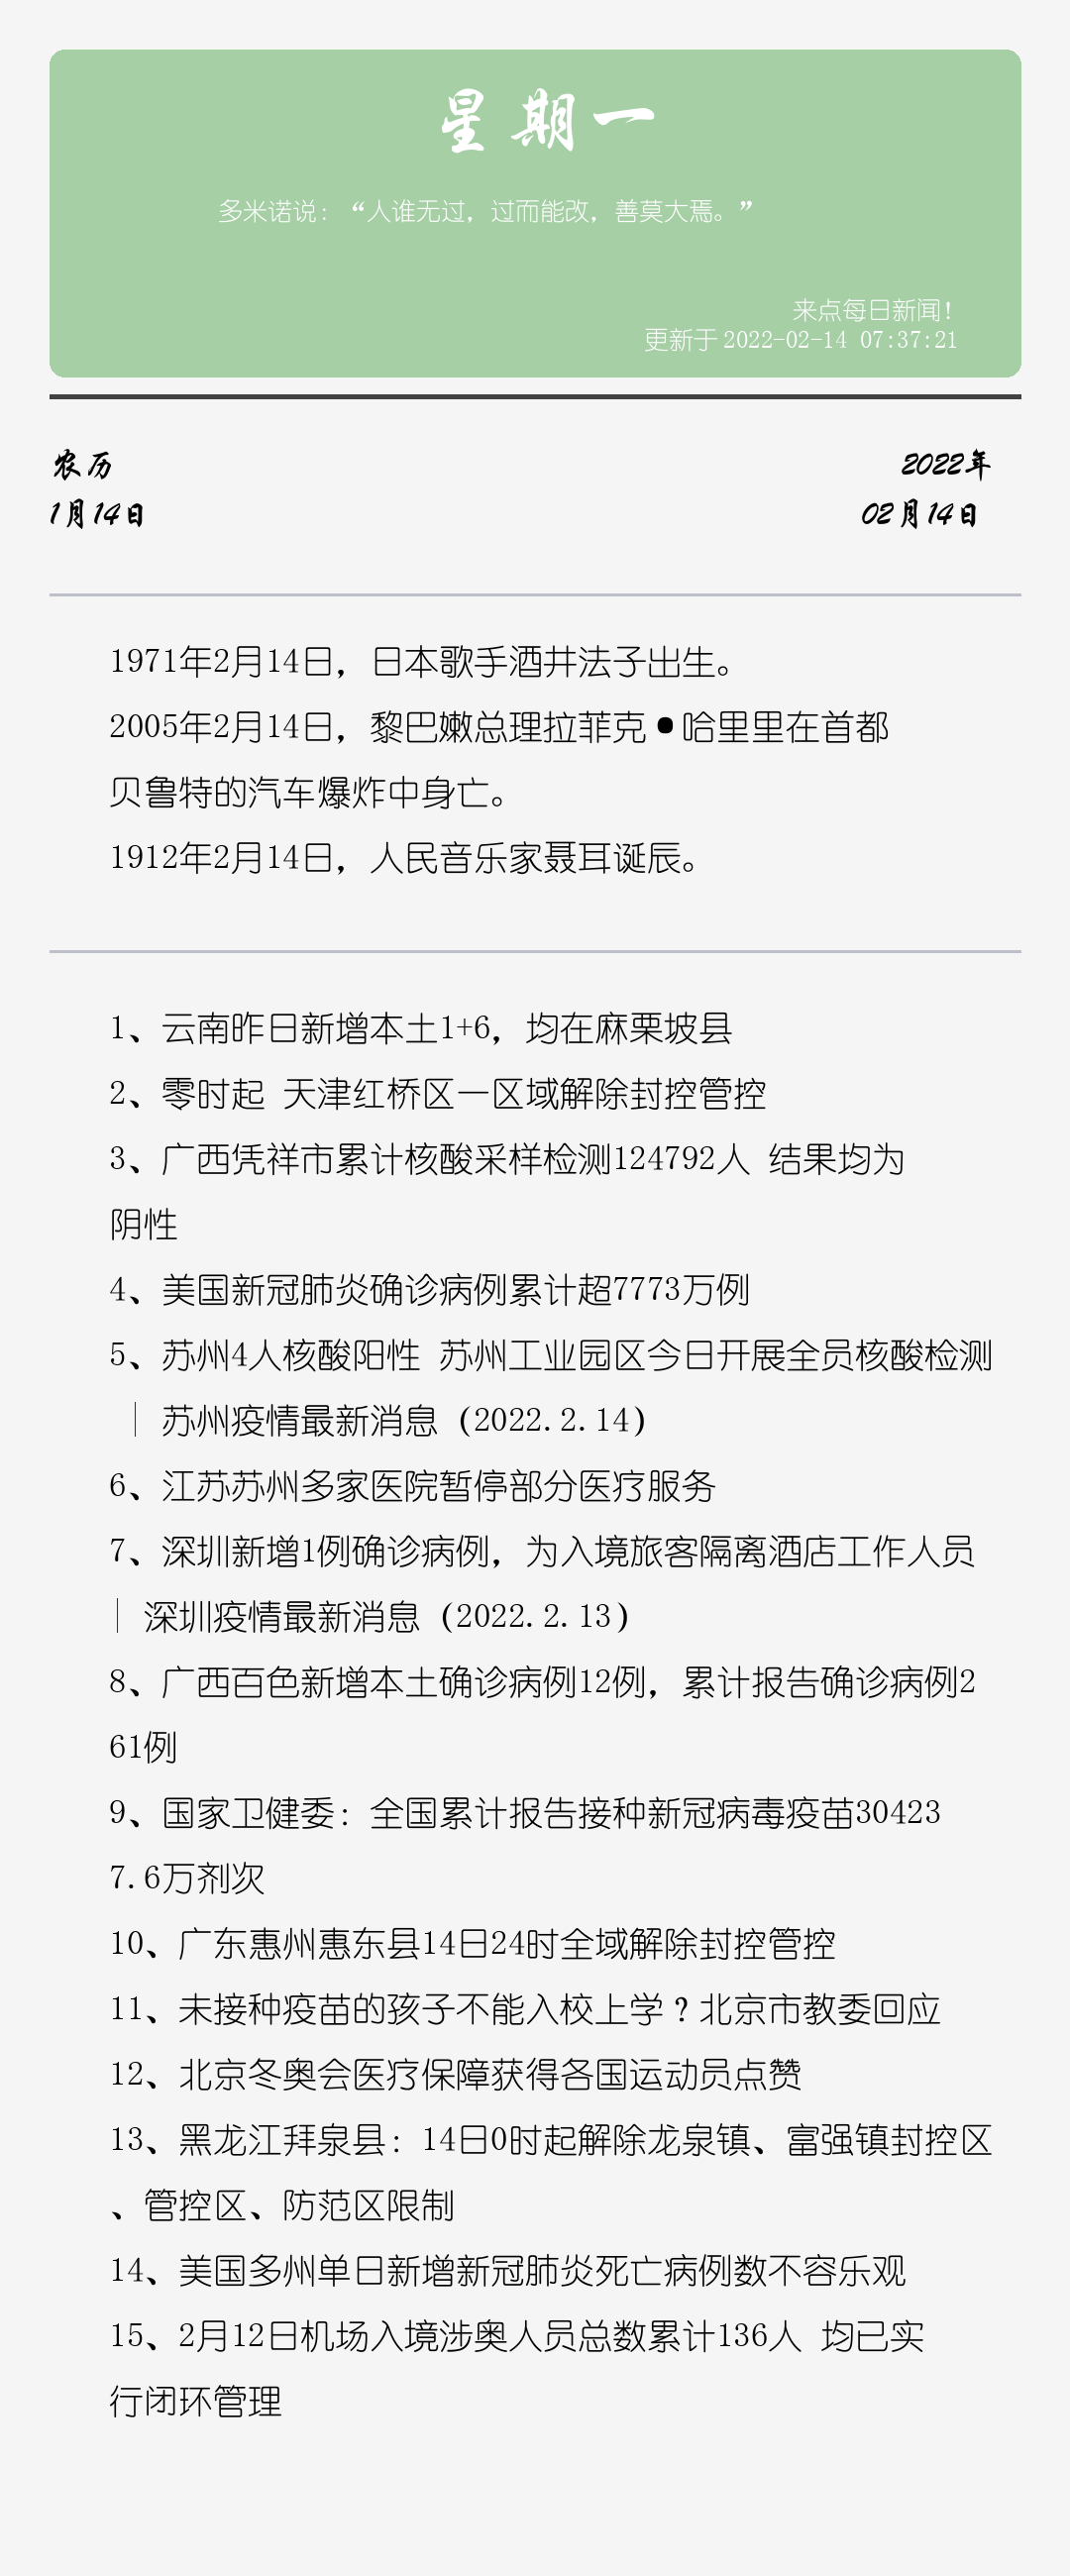 星期一
多米诺说：“人谁无过，过而能改，善莫大焉。”
来点每日新闻！
更新于 2022-02-14 07:37:21
农历
2022年
1月14日
02月14日
1971年2月14日，日本歌手酒井法子出生。
2005年2月14日，黎巴嫩总理拉菲克•哈里里在首都
贝鲁特的汽车爆炸中身亡。
1912年2月14日，人民音乐家聂耳诞辰。
1、云南昨日新增本土1+6，均在麻栗坡县
2、零时起 天津红桥区一区域解除封控管控
3、广西凭祥市累计核酸采样检测124792人 结果均为
阴性
4、美国新冠肺炎确诊病例累计超7773万例
5、苏州4人核酸阳性 苏州工业园区今日开展全员核酸检测
｜苏州疫情最新消息（2022.2.14）
6、江苏苏州多家医院暂停部分医疗服务
7、深圳新增1例确诊病例，为入境旅客隔离酒店工作人员
｜深圳疫情最新消息（2022.2.13）
8、广西百色新增本土确诊病例12例，累计报告确诊病例2
61例
9、国家卫健委：全国累计报告接种新冠病毒疫苗30423
7.6万剂次
10、广东惠州惠东县14日24时全域解除封控管控
11、未接种疫苗的孩子不能入校上学？北京市教委回应
12、北京冬奥会医疗保障获得各国运动员点赞
13、黑龙江拜泉县：14日0时起解除龙泉镇、富强镇封控区
、管控区、防范区限制
14、美国多州单日新增新冠肺炎死亡病例数不容乐观
15、2月12日机场入境涉奥人员总数累计136人 均已实
行闭环管理